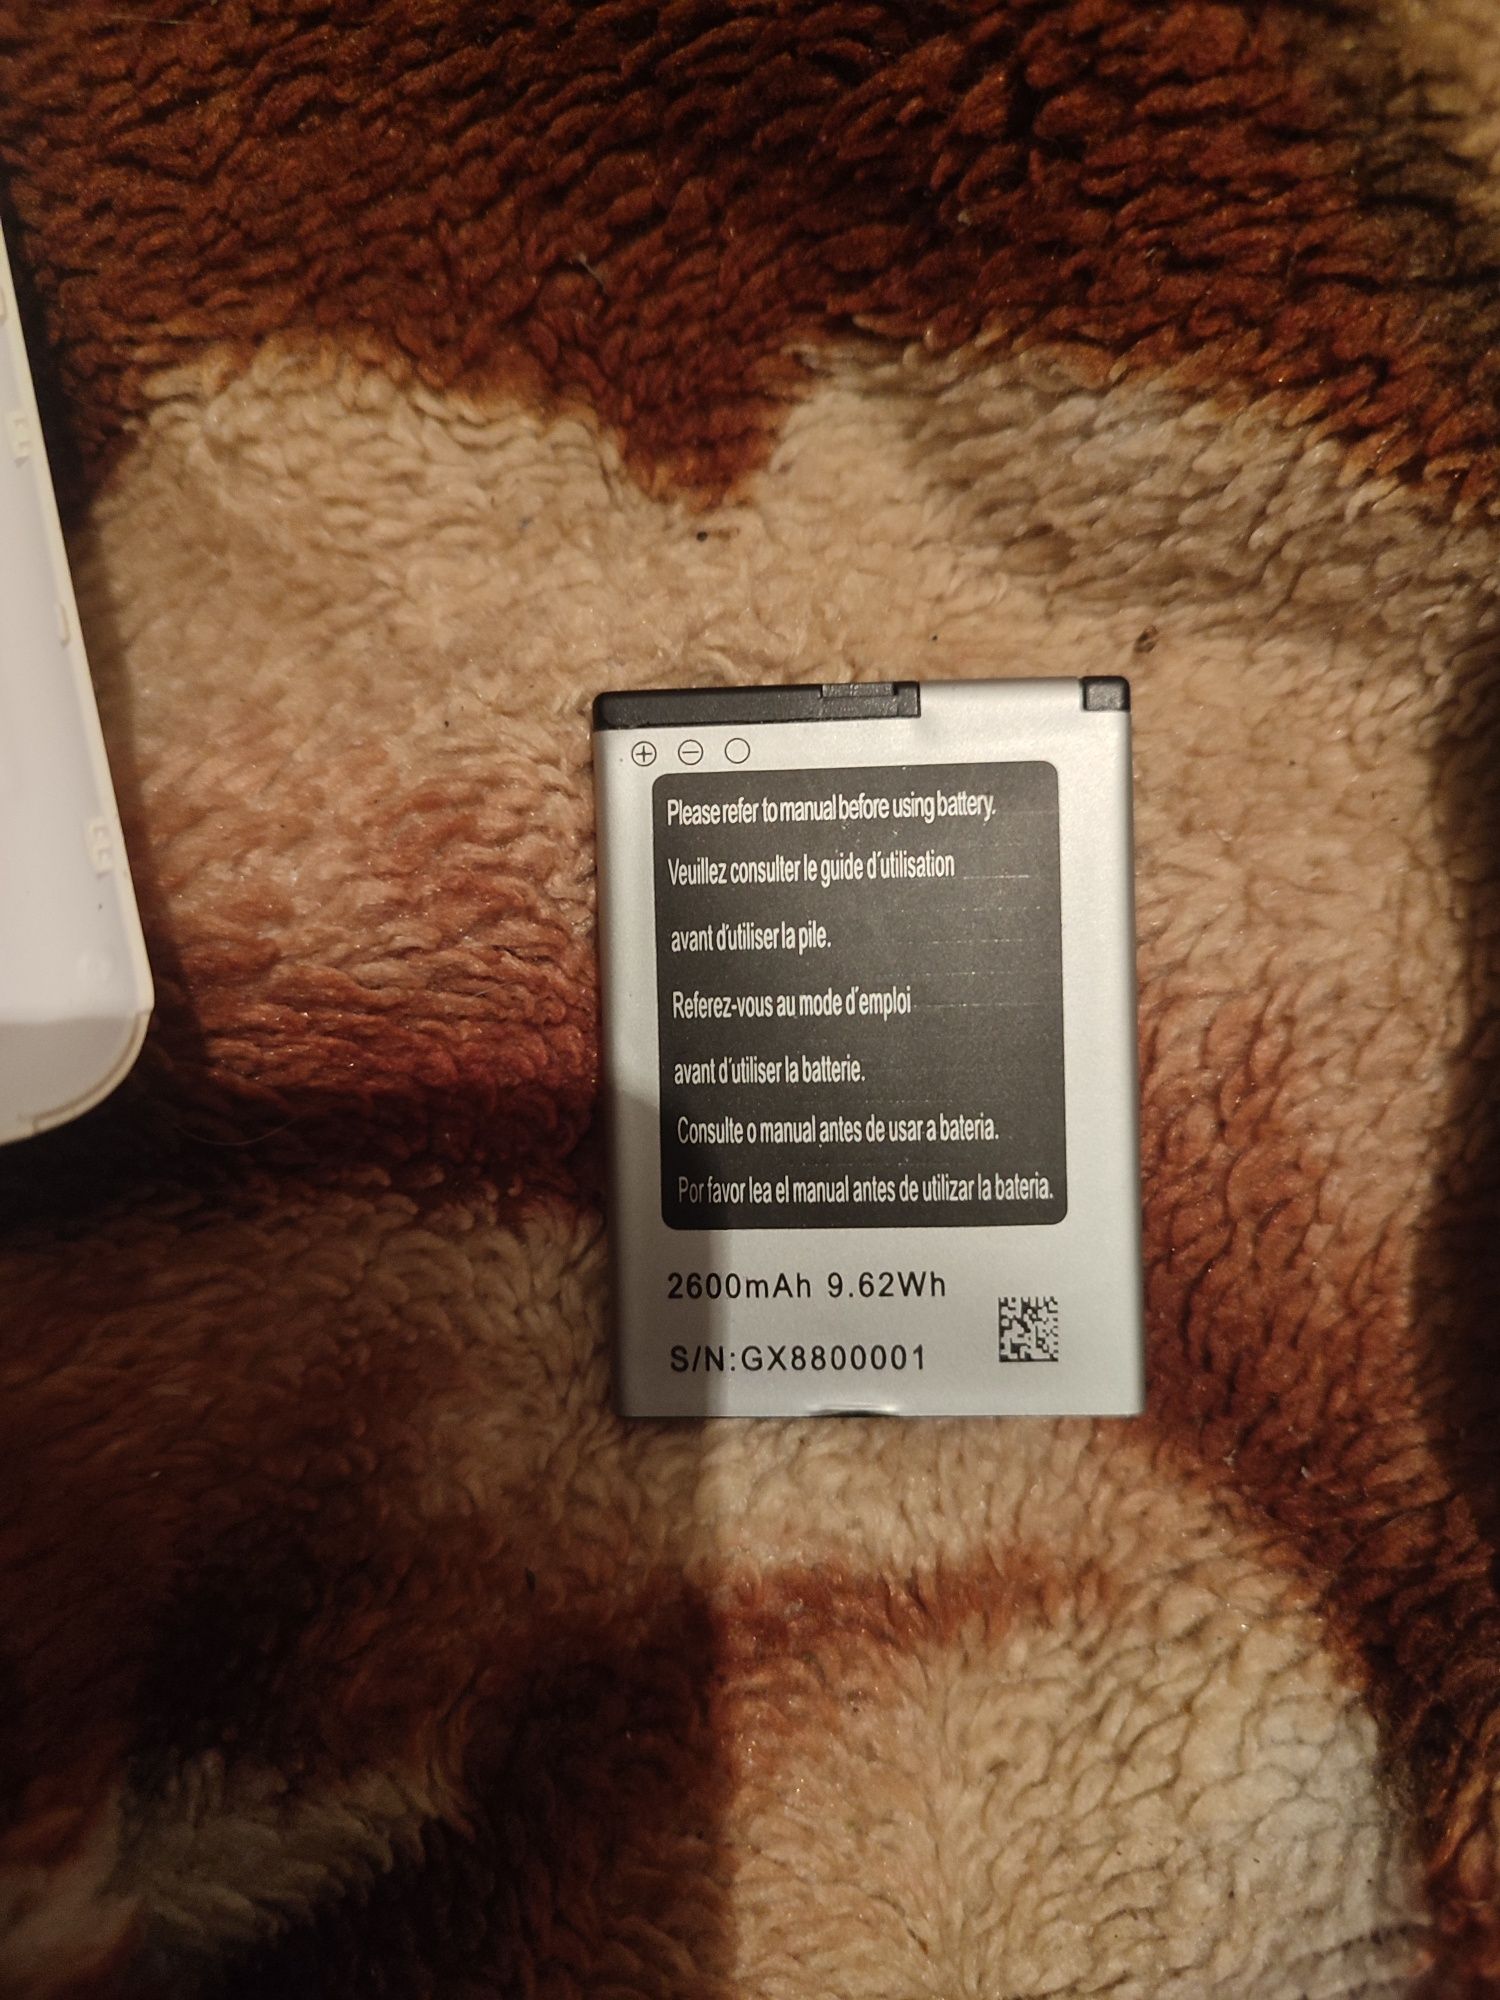 ⊕ ⊖ ○
Please refer to manual before using battery.
Veuillez consulter le guide d'utilisation
avant d'utiliser la pile.
Referez-vous au mode d'emploi
avant d'utiliser la batterie.
Consulte o manual antes de usar a bateria.
Por favor lea el manual antes de utilizar la bateria.
2600mAh 9.62Wh
S/N:GX8800001